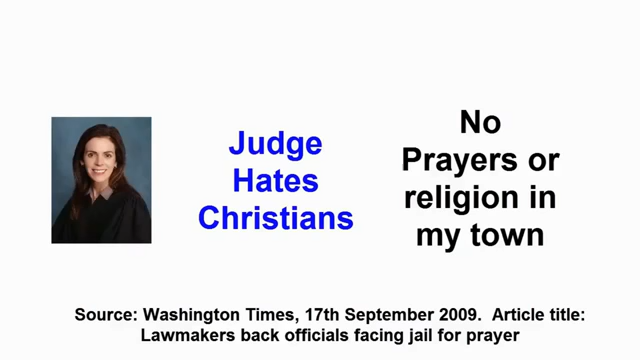 Judge
Hates
Christians
No
Prayers or
religion in
my town
Source: Washington Times, 17th September 2009.  Article title:
Lawmakers back officials facing jail for prayer